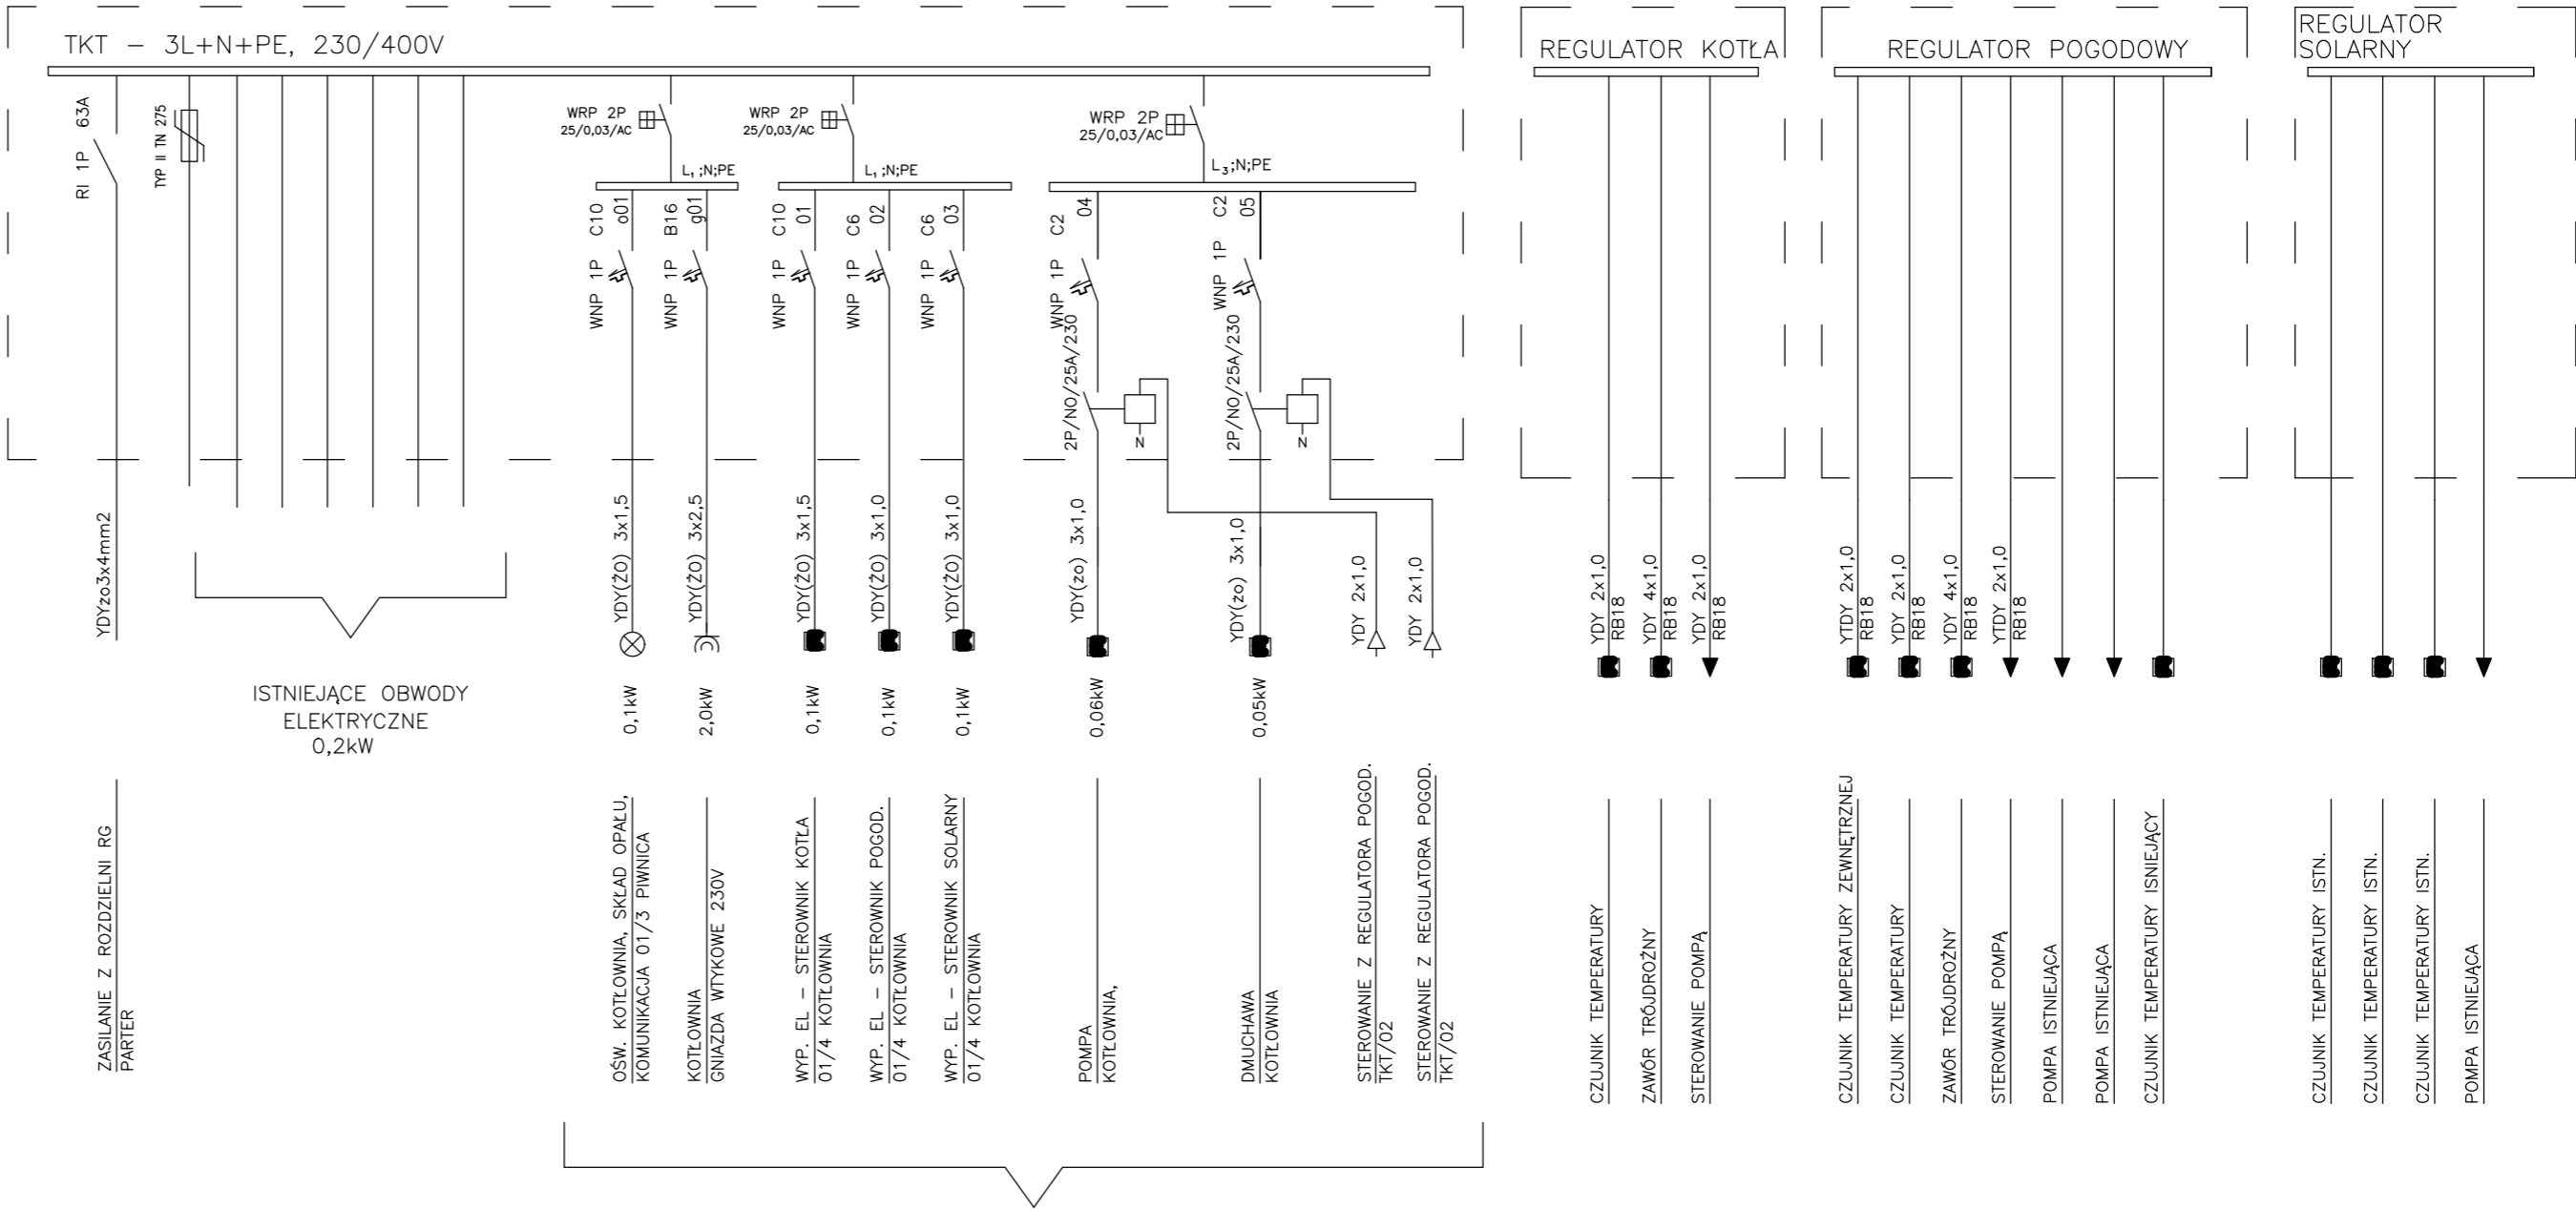 TKT – 3L+N+PE, 230/400V
REGULATOR KOTŁA
REGULATOR POGODOWY
REGULATOR
SOLARNY
RI 1P 63A
TYP II TN 275
WRP 2P
25/0,03/AC
WRP 2P
25/0,03/AC
WRP 2P
25/0,03/AC
L₁;N;PE
L₁;N;PE
L₃;N;PE
WNP 1P C10
o01
WNP 1P B16
g01
WNP 1P C10
01
WNP 1P C6
02
WNP 1P C6
03
WNP 1P C2
04
WNP 1P C2
05
2P/NO/25A/230
N
2P/NO/25A/230
N
YDYzo3x4mm2
YDY(ŻO) 3x1,5
YDY(ŻO) 3x2,5
YDY(ŻO) 3x1,5
YDY(ŻO) 3x1,0
YDY(ŻO) 3x1,0
YDY(zo) 3x1,0
YDY(zo) 3x1,0
YDY 2x1,0
YDY 2x1,0
YDY 2x1,0
RB18
YDY 4x1,0
RB18
YDY 2x1,0
RB18
YTDY 2x1,0
RB18
YDY 2x1,0
RB18
YDY 4x1,0
RB18
YTDY 2x1,0
RB18
ISTNIEJĄCE OBWODY
ELEKTRYCZNE
0,2kW
0,1kW
2,0kW
0,1kW
0,1kW
0,1kW
0,06kW
0,05kW
ZASILANIE Z ROZDZIELNI RG
PARTER
OŚW. KOTŁOWNIA, SKŁAD OPAŁU,
KOMUNIKACJA 01/3 PIWNICA
KOTŁOWNIA
GNIAZDA WTYKOWE 230V
WYP. EL – STEROWNIK KOTŁA
01/4 KOTŁOWNIA
WYP. EL – STEROWNIK POGOD.
01/4 KOTŁOWNIA
WYP. EL – STEROWNIK SOLARNY
01/4 KOTŁOWNIA
POMPA
KOTŁOWNIA,
DMUCHAWA
KOTŁOWNIA
STEROWANIE Z REGULATORA POGOD.
TKT/02
STEROWANIE Z REGULATORA POGOD.
TKT/02
CZUJNIK TEMPERATURY
ZAWÓR TRÓJDROŻNY
STEROWANIE POMPĄ
CZUJNIK TEMPERATURY ZEWNĘTRZNEJ
CZUJNIK TEMPERATURY
ZAWÓR TRÓJDROŻNY
STEROWANIE POMPĄ
POMPA ISTNIEJĄCA
POMPA ISTNIEJĄCA
CZUJNIK TEMPERATURY ISNIEJĄCY
CZUJNIK TEMPERATURY ISTN.
CZUJNIK TEMPERATURY ISTN.
CZUJNIK TEMPERATURY ISTN.
POMPA ISTNIEJĄCA